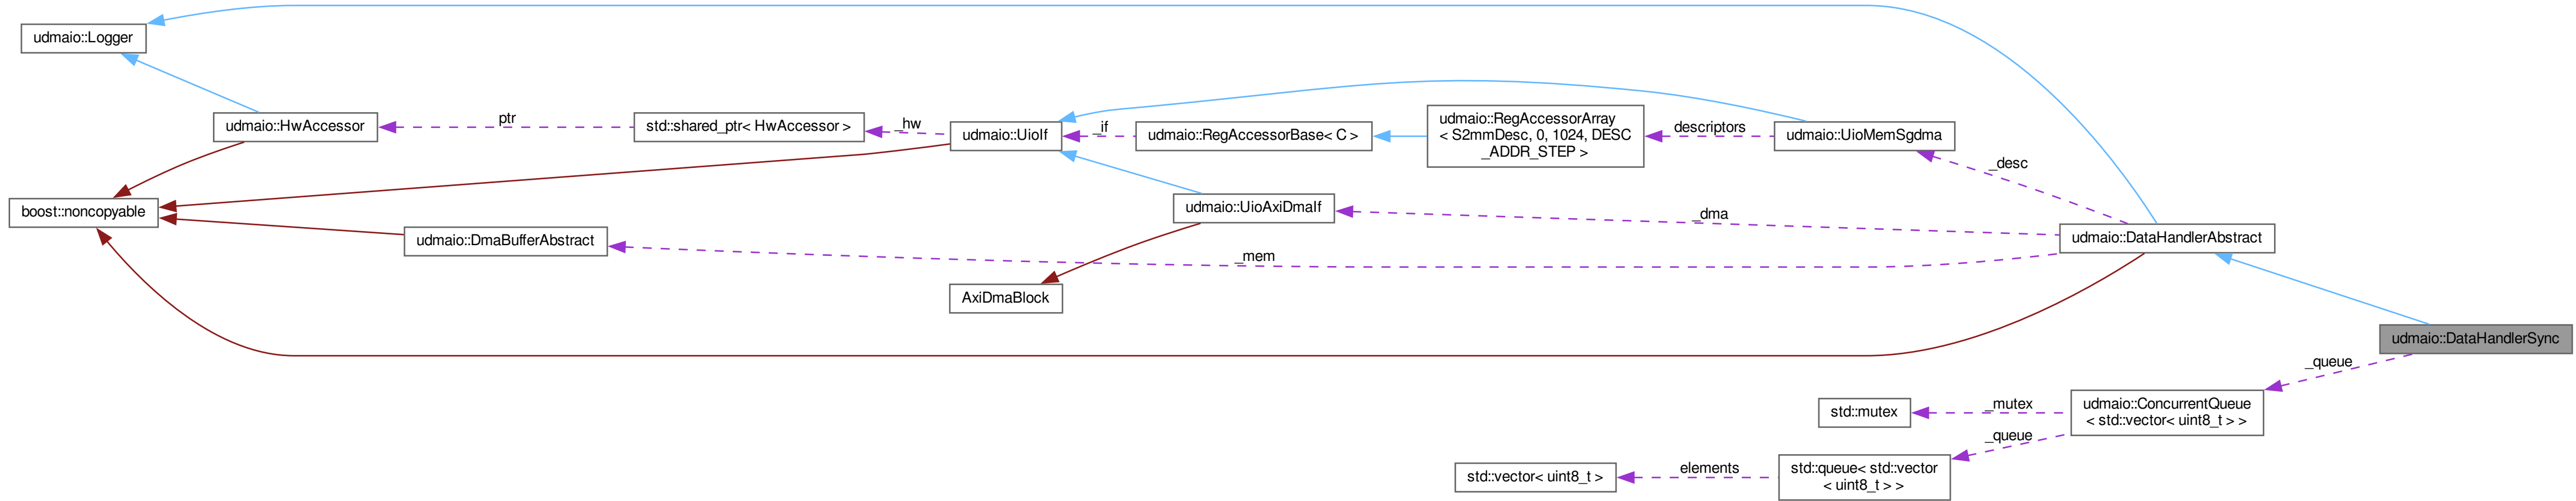 udmaio::Logger
udmaio::HwAccessor
ptr
std::shared_ptr< HwAccessor >
_hw
udmaio::UioIf
_if
udmaio::RegAccessorBase< C >
udmaio::RegAccessorArray
< S2mmDesc, 0, 1024, DESC
_ADDR_STEP >
descriptors
udmaio::UioMemSgdma
_desc
boost::noncopyable
udmaio::UioAxiDmaIf
_dma
udmaio::DmaBufferAbstract
_mem
udmaio::DataHandlerAbstract
AxiDmaBlock
udmaio::DataHandlerSync
_queue
std::mutex
_mutex
udmaio::ConcurrentQueue
< std::vector< uint8_t > >
_queue
std::vector< uint8_t >
elements
std::queue< std::vector
< uint8_t > >